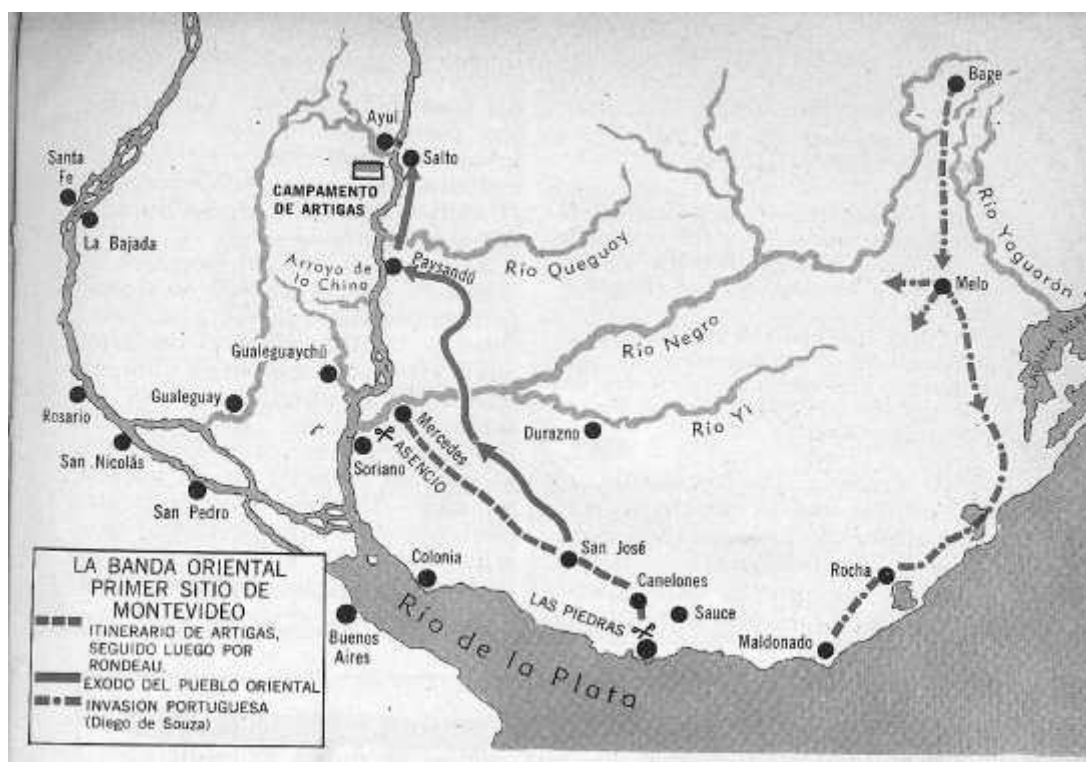 Bage
Ayuí
Salto
Santa
Fe
La Bajada
CAMPAMENTO
DE ARTIGAS
Río Yaguarón
Río Queguay
Paysandú
Arroyo de
la China
Melo
Río Negro
Gualeguaychú
Gualeguay
Rosario
San Nicolás
San Pedro
Mercedes
Soriano
ASENCIO
Durazno
Río Yi
San José
Canelones
Sauce
LAS PIEDRAS
Colonia
Rocha
Maldonado
Buenos
Aires
Río de la Plata
LA BANDA ORIENTAL
PRIMER SITIO DE
MONTEVIDEO
ITINERARIO DE ARTIGAS,
SEGUIDO LUEGO POR
RONDEAU.
EXODO DEL PUEBLO ORIENTAL
INVASION PORTUGUESA
(Diego de Souza)